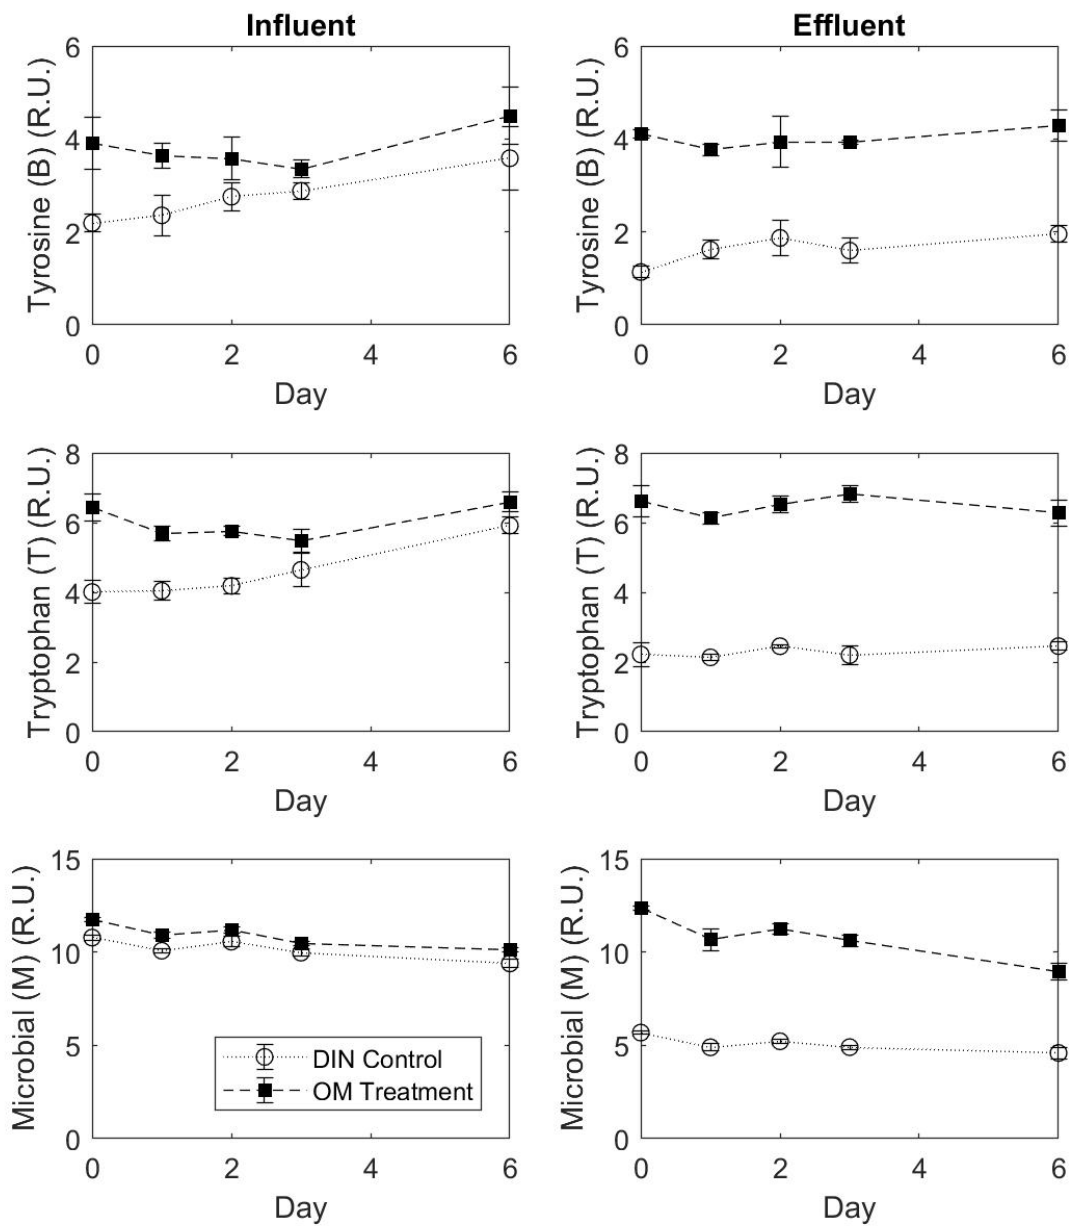 Influent
Effluent
Tyrosine (B) (R.U.)
6
4
2
0
0 2 4 6
Day
Tyrosine (B) (R.U.)
6
4
2
0
0 2 4 6
Day
Tryptophan (T) (R.U.)
8
6
4
2
0
0 2 4 6
Day
Tryptophan (T) (R.U.)
8
6
4
2
0
0 2 4 6
Day
Microbial (M) (R.U.)
15
10
5
0
DIN Control
OM Treatment
0 2 4 6
Day
Microbial (M) (R.U.)
15
10
5
0
0 2 4 6
Day